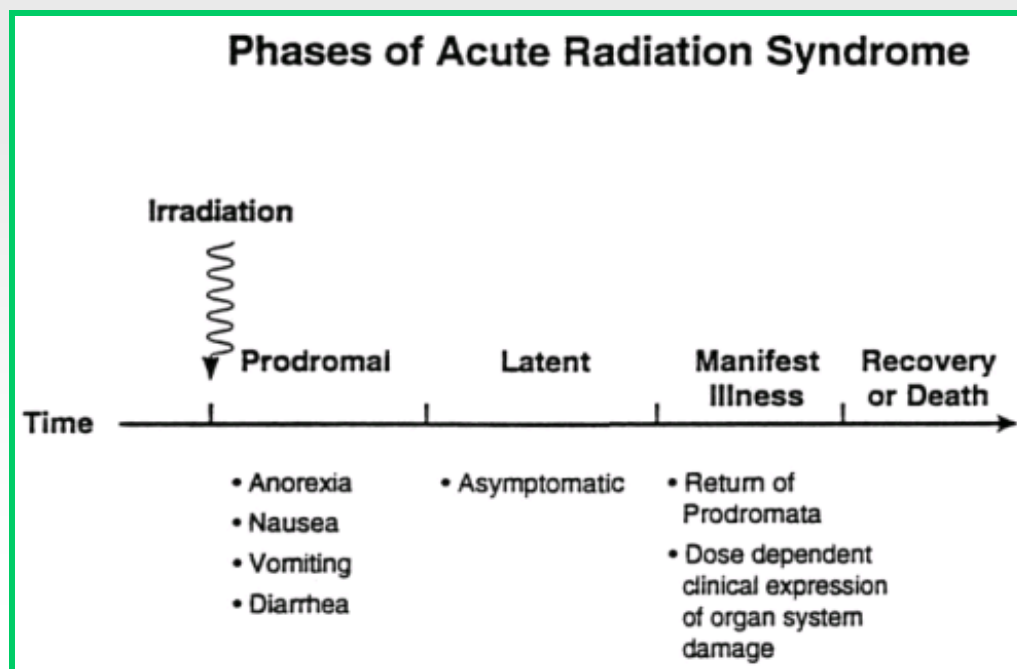 Phases of Acute Radiation Syndrome
Irradiation
Prodromal
Latent
Manifest
Illness
Recovery
or Death
Time
• Anorexia
• Nausea
• Vomiting
• Diarrhea
• Asymptomatic
• Return of
Prodromata
• Dose dependent
clinical expression
of organ system
damage